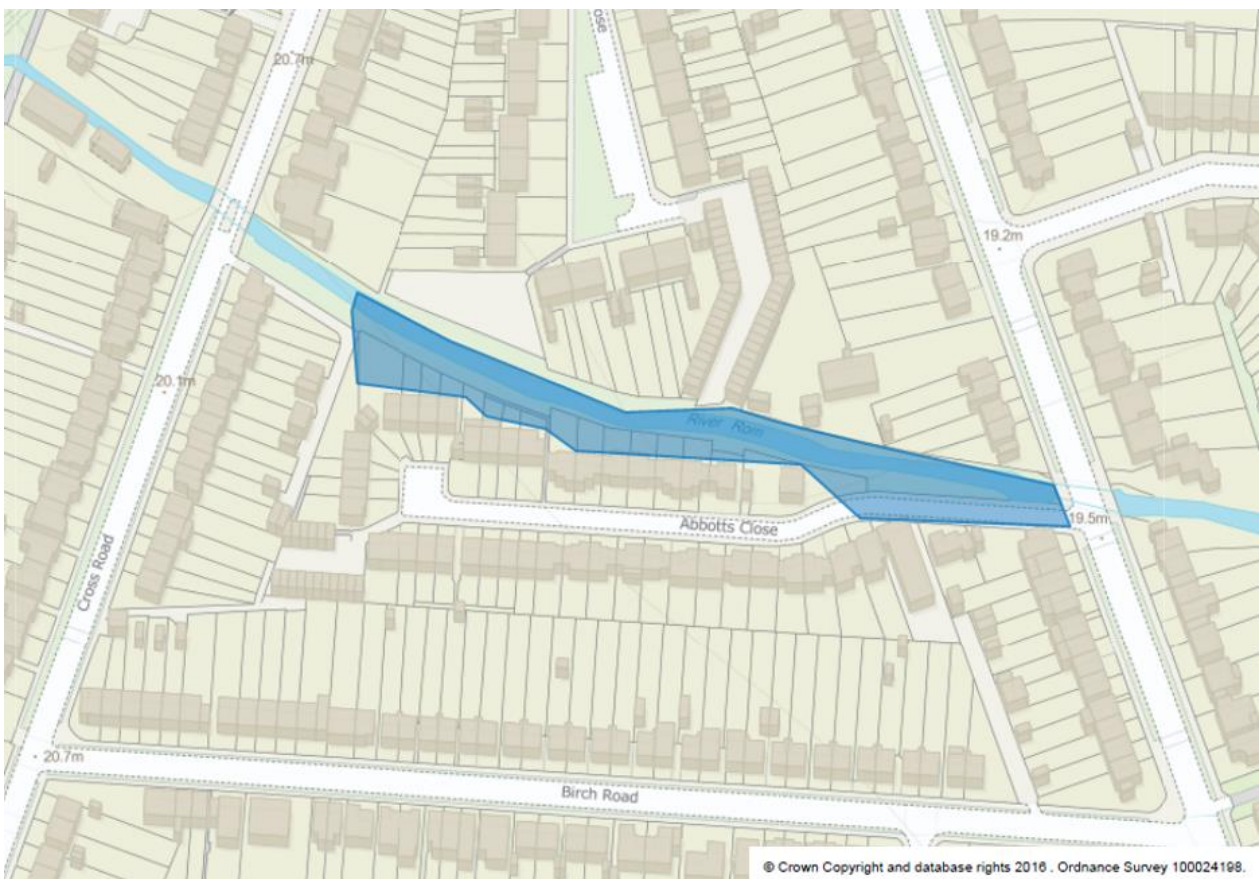 ose
20.7m
19.2m
20.1m
River Rom
19.5m
Abbotts Close
Cross Road
20.7m
Birch Road
© Crown Copyright and database rights 2016 . Ordnance Survey 100024198.